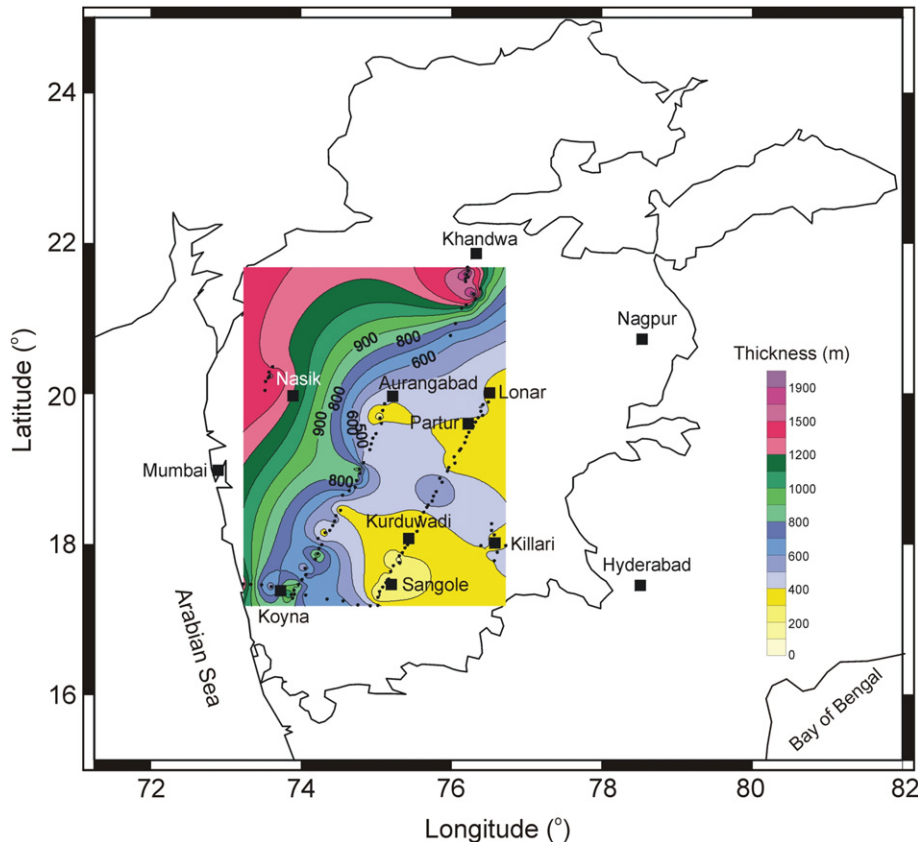 24
22
20
18
16
Latitude (°)
72
74
76
78
80
82
Longitude (°)
Khandwa
Nagpur
Nasik
Aurangabad
Lonar
Partur
Mumbai
Kurduwadi
Killari
Hyderabad
Sangole
Koyna
Arabian Sea
Bay of Bengal
900
800
600
900
800
600
500
800
Thickness (m)
1900
1500
1200
1000
800
600
400
200
0